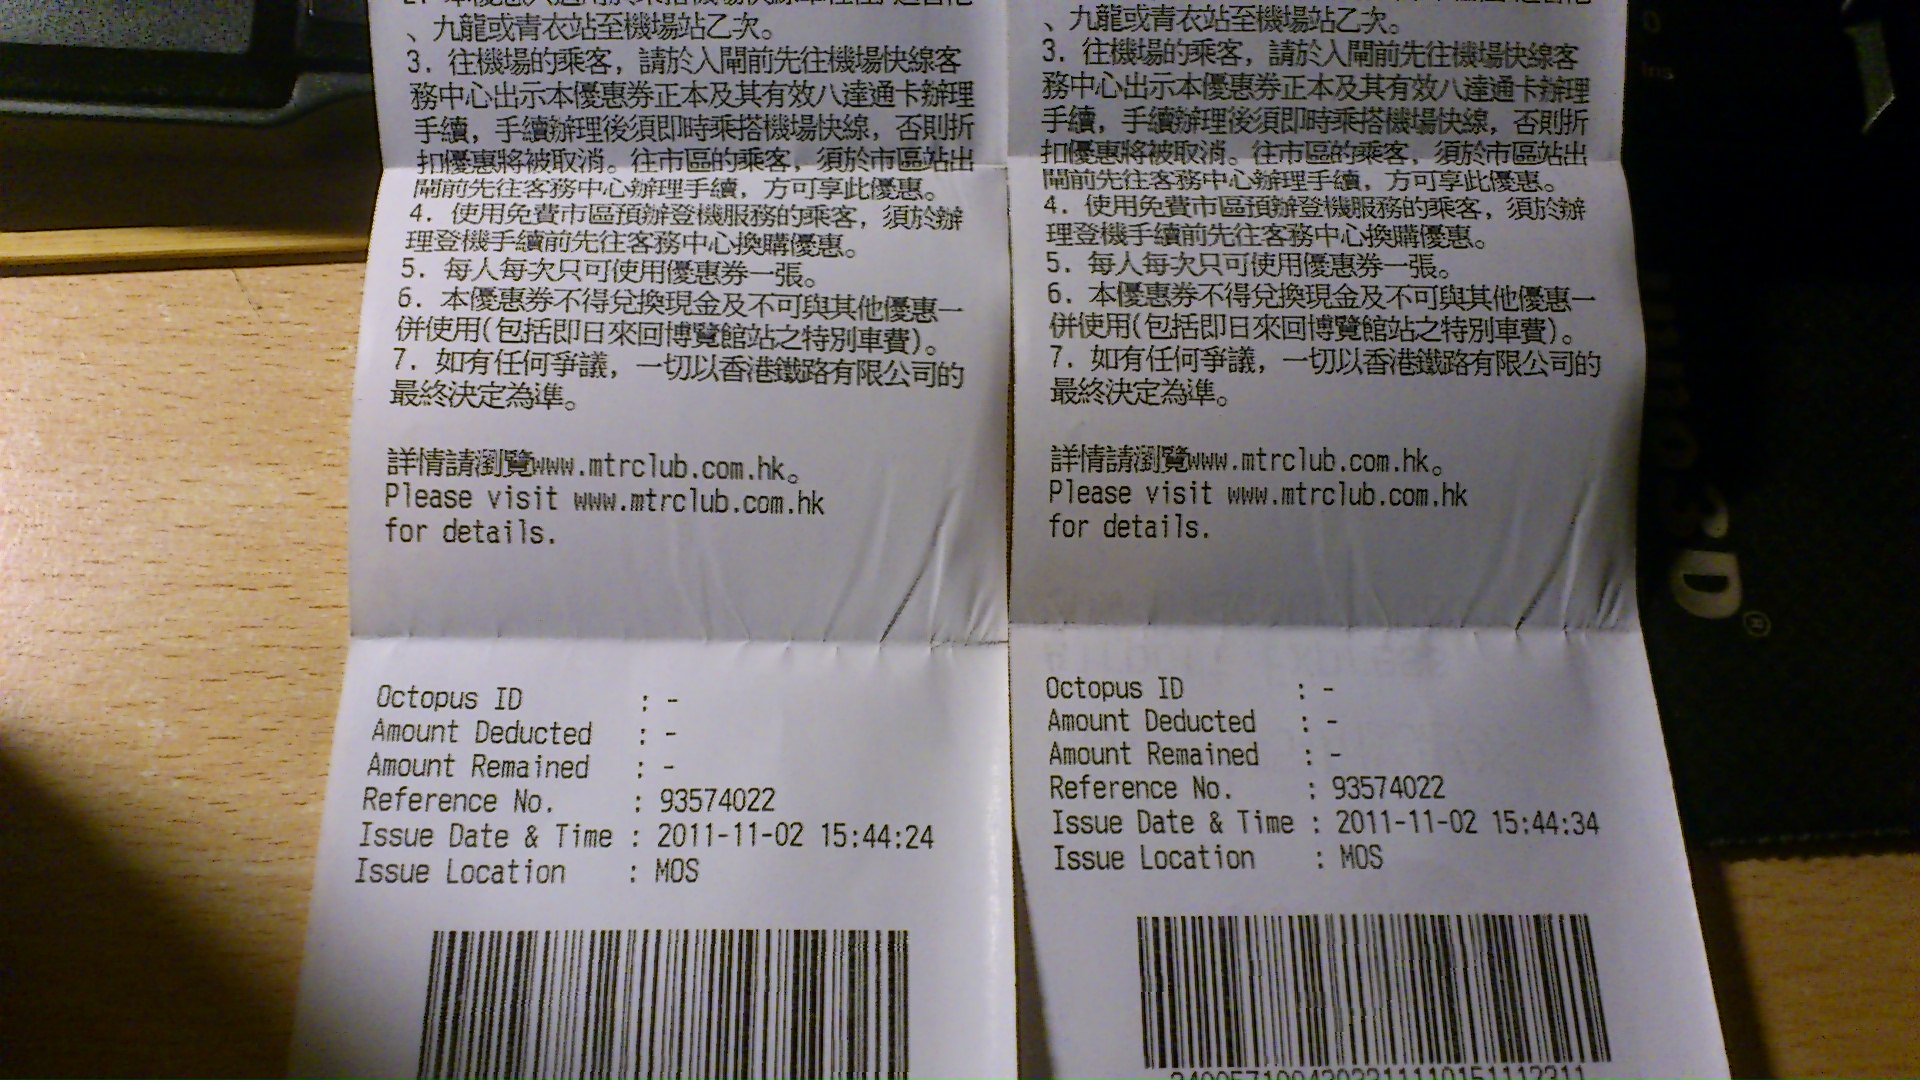 、九龍或青衣站至機場站乙次。
3. 往機場的乘客, 請於入閘前先往機場快線客
務中心出示本優惠券正本及其有效八達通卡辦理
手續, 手續辦理後須即時乘搭機場快線, 否則折
扣優惠將被取消。往市區的乘客, 須於市區站出
閘前先往客務中心辦理手續, 方可享此優惠。
4. 使用免費市區預辦登機服務的乘客, 須於辦
理登機手續前先往客務中心換購優惠。
5. 每人每次只可使用優惠券一張。
6. 本優惠券不得兌換現金及不可與其他優惠一
併使用(包括即日來回博覽館站之特別車費)。
7. 如有任何爭議, 一切以香港鐵路有限公司的
最終決定為準。
詳情請瀏覽www.mtrclub.com.hk。
Please visit www.mtrclub.com.hk
for details.
Octopus ID : -
Amount Deducted : -
Amount Remained : -
Reference No. : 93574022
Issue Date & Time : 2011-11-02 15:44:24
Issue Location : MOS
、九龍或青衣站至機場站乙次。
3. 往機場的乘客, 請於入閘前先往機場快線客
務中心出示本優惠券正本及其有效八達通卡辦理
手續, 手續辦理後須即時乘搭機場快線, 否則折
扣優惠將被取消。往市區的乘客, 須於市區站出
閘前先往客務中心辦理手續, 方可享此優惠。
4. 使用免費市區預辦登機服務的乘客, 須於辦
理登機手續前先往客務中心換購優惠。
5. 每人每次只可使用優惠券一張。
6. 本優惠券不得兌換現金及不可與其他優惠一
併使用(包括即日來回博覽館站之特別車費)。
7. 如有任何爭議, 一切以香港鐵路有限公司的
最終決定為準。
詳情請瀏覽www.mtrclub.com.hk。
Please visit www.mtrclub.com.hk
for details.
Octopus ID : -
Amount Deducted : -
Amount Remained : -
Reference No. : 93574022
Issue Date & Time : 2011-11-02 15:44:34
Issue Location : MOS